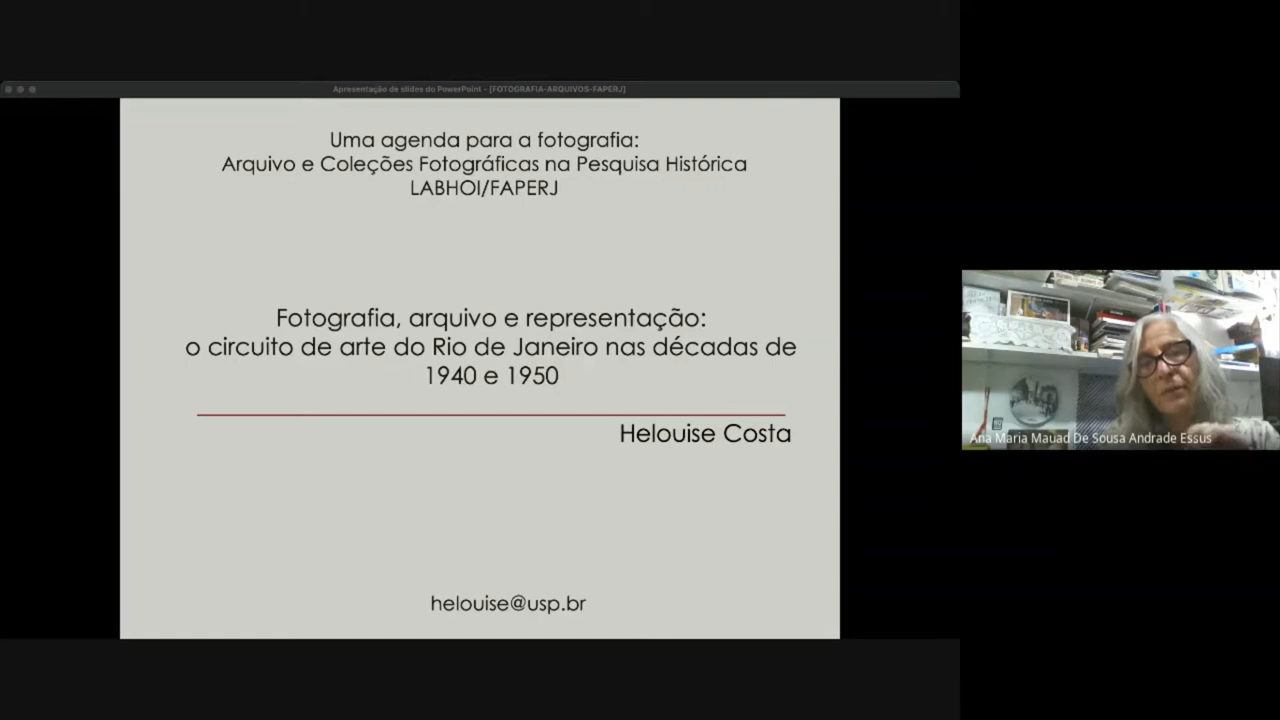 Apresentação de slides do PowerPoint - [FOTOGRAFIA-ARQUIVOS-FAPERJ]
Uma agenda para a fotografia:
Arquivo e Coleções Fotográficas na Pesquisa Histórica
LABHOI/FAPERJ
Fotografia, arquivo e representação:
o circuito de arte do Rio de Janeiro nas décadas de
1940 e 1950
Helouise Costa
helouise@usp.br
Ana Maria Mauad De Sousa Andrade Essus